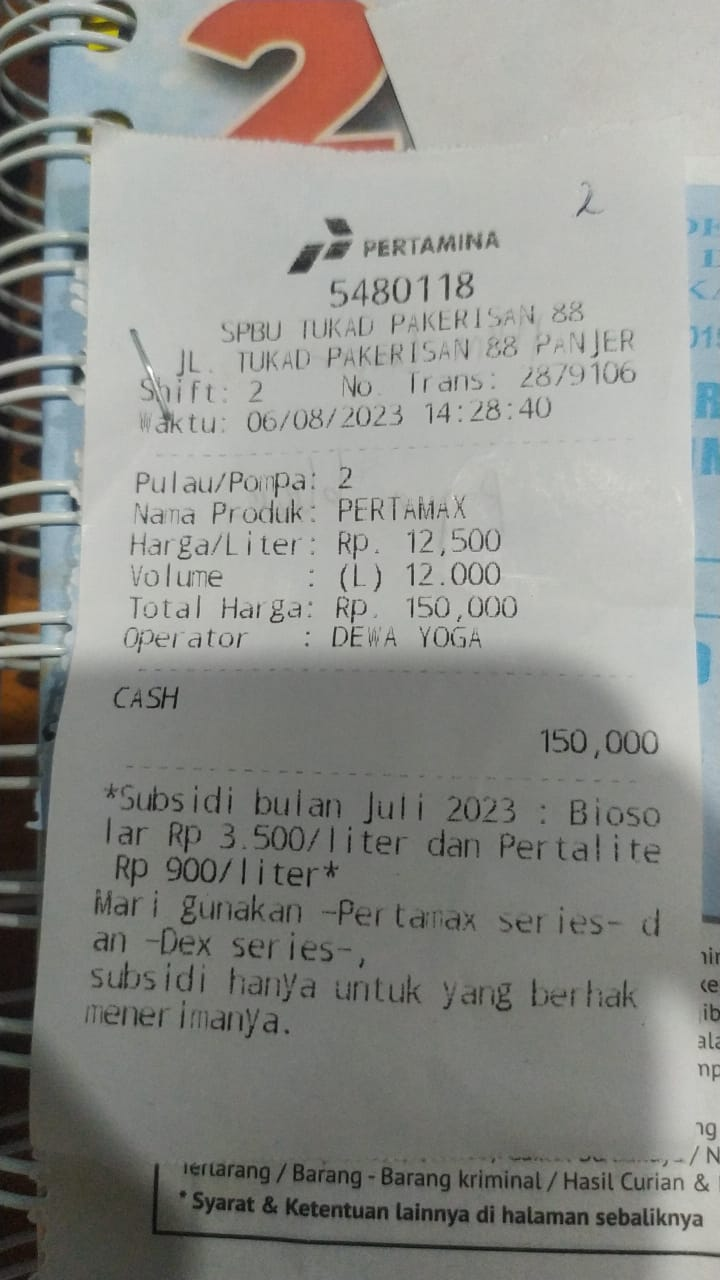 2
2
PERTAMINA
5480118
SPBU TUKAD PAKERISAN 88
JL. TUKAD PAKERISAN 88 PANJER
Shift: 2 No. Trans: 2879106
Waktu: 06/08/2023 14:28:40
Pulau/Pompa: 2
Nama Produk: PERTAMAX
Harga/Liter: Rp. 12,500
Volume : (L) 12.000
Total Harga: Rp. 150,000
Operator : DEWA YOGA
CASH
150,000
*Subsidi bulan Juli 2023 : Bioso
lar Rp 3.500/liter dan Pertalite
Rp 900/liter*
Mari gunakan -Pertamax series- d
an -Dex series-,
subsidi hanya untuk yang berhak
menerimanya.
Terlarang / Barang - Barang kriminal / Hasil Curian &
* Syarat & Ketentuan lainnya di halaman sebaliknya